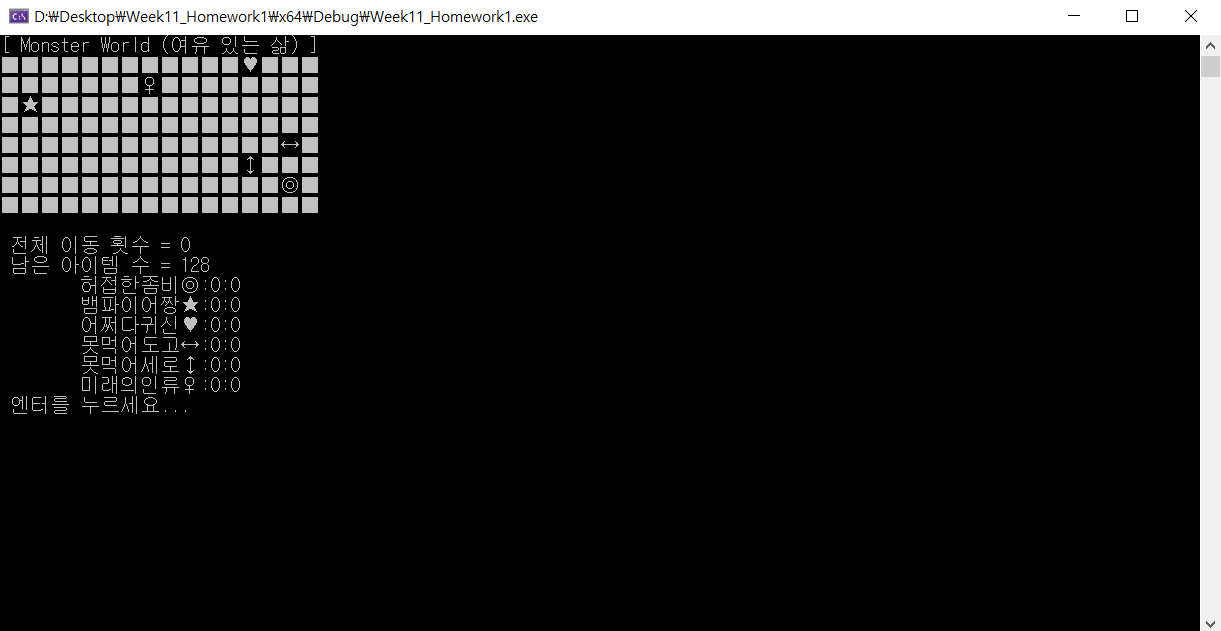 D:\Desktop\Week11_Homework1\x64\Debug\Week11_Homework1.exe
[ Monster World (여유 있는 삶) ]
■■■■■■■■■■■■♥■■■
■■■■■■■♀■■■■■■■■
■★■■■■■■■■■■■■■■
■■■■■■■■■■■■■■■■
■■■■■■■■■■■■■■↔■
■■■■■■■■■■■■↕■■■
■■■■■■■■■■■■■■◎■
■■■■■■■■■■■■■■■■
전체 이동 횟수 = 0
남은 아이템 수 = 128
허접한좀비◎:0:0
뱀파이어짱★:0:0
어쩌다귀신♥:0:0
못먹어도고↔:0:0
못먹어세로↕:0:0
미래의인류♀:0:0
엔터를 누르세요...